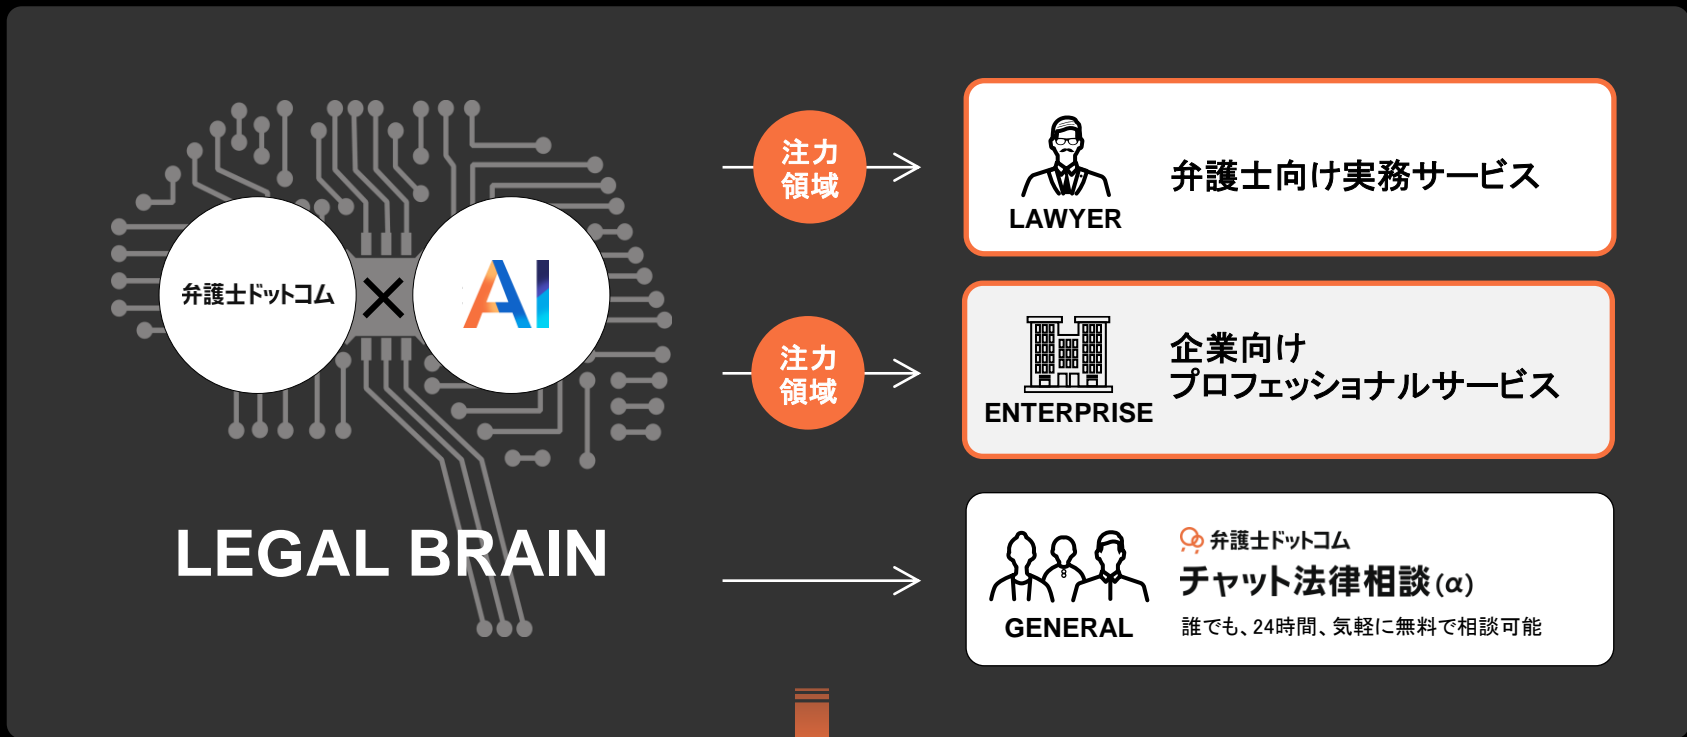 弁護士ドットコム
×
AI
LEGAL BRAIN
注力
領域
LAWYER
弁護士向け実務サービス
注力
領域
ENTERPRISE
企業向け
プロフェッショナルサービス
GENERAL
弁護士ドットコム
チャット法律相談(α)
誰でも、24時間、気軽に無料で相談可能